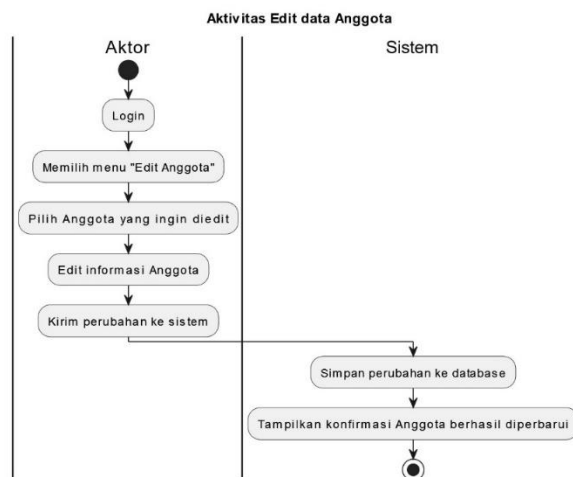 Aktivitas Edit data Anggota
Aktor
Sistem
Login
Memilih menu "Edit Anggota"
Pilih Anggota yang ingin diedit
Edit informasi Anggota
Kirim perubahan ke sistem
Simpan perubahan ke database
Tampilkan konfirmasi Anggota berhasil diperbarui